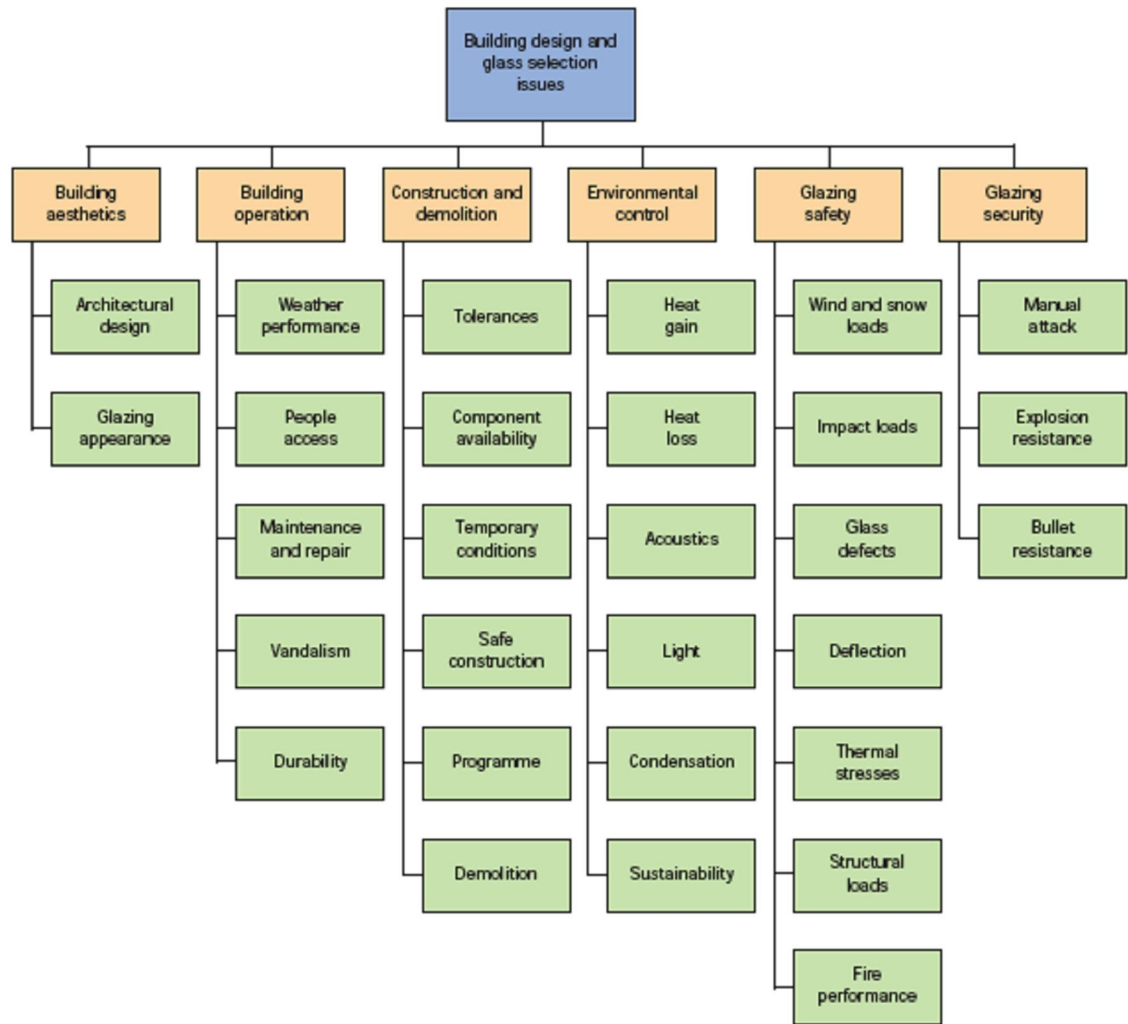 Building design and
glass selection
issues
Building
aesthetics
Building
operation
Construction and
demolition
Environmental
control
Glazing
safety
Glazing
security
Architectural
design
Glazing
appearance
Weather
performance
People
access
Maintenance
and repair
Vandalism
Durability
Tolerances
Component
availability
Temporary
conditions
Safe
construction
Programme
Demolition
Heat
gain
Heat
loss
Acoustics
Light
Condensation
Sustainability
Wind and snow
loads
Impact loads
Glass
defects
Deflection
Thermal
stresses
Structural
loads
Fire
performance
Manual
attack
Explosion
resistance
Bullet
resistance